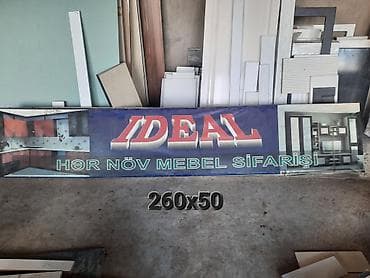 IDEAL
HƏR NÖV MEBEL SİFARİŞİ
260x50